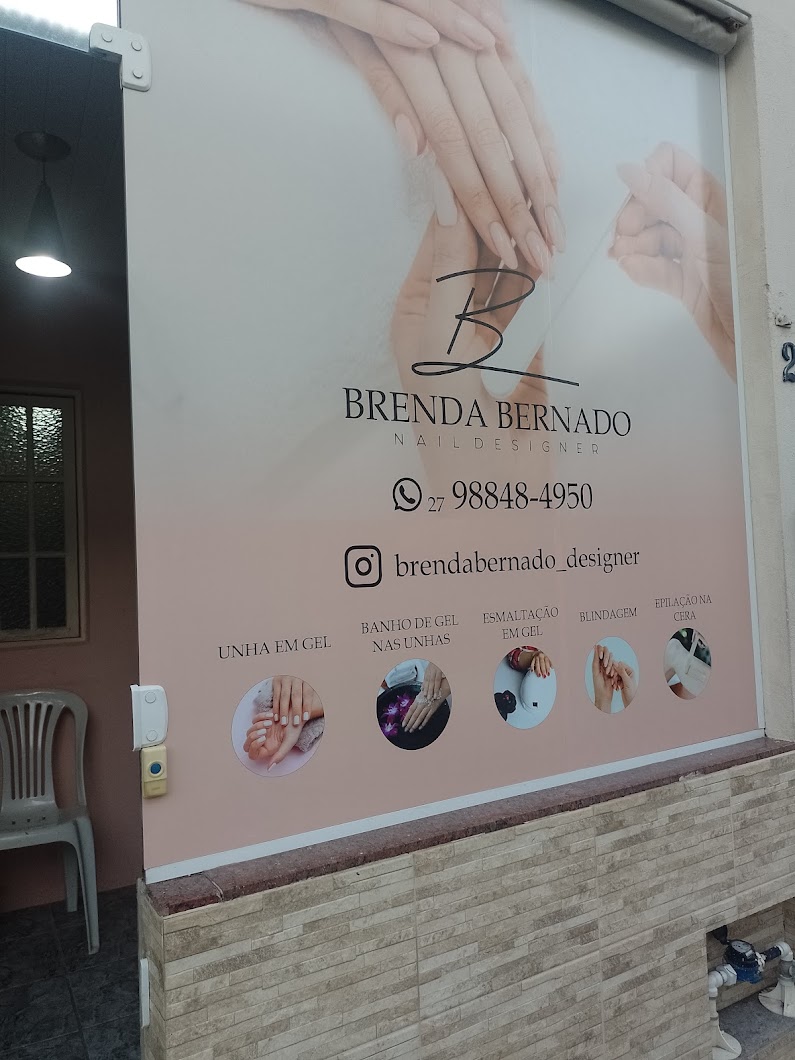 B
BRENDA BERNADO
NAIL DESIGNER
27 98848-4950
brendabernado_designer
UNHA EM GEL
BANHO DE GEL
NAS UNHAS
ESMALTAÇÃO
EM GEL
BLINDAGEM
EPILAÇÃO NA
CERA
2